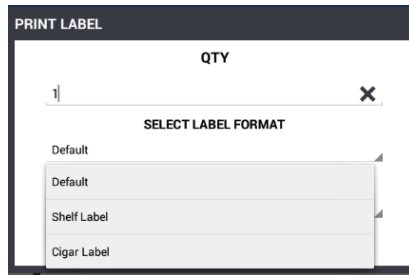 PRINT LABEL
QTY
1
SELECT LABEL FORMAT
Default
Default
Shelf Label
Cigar Label